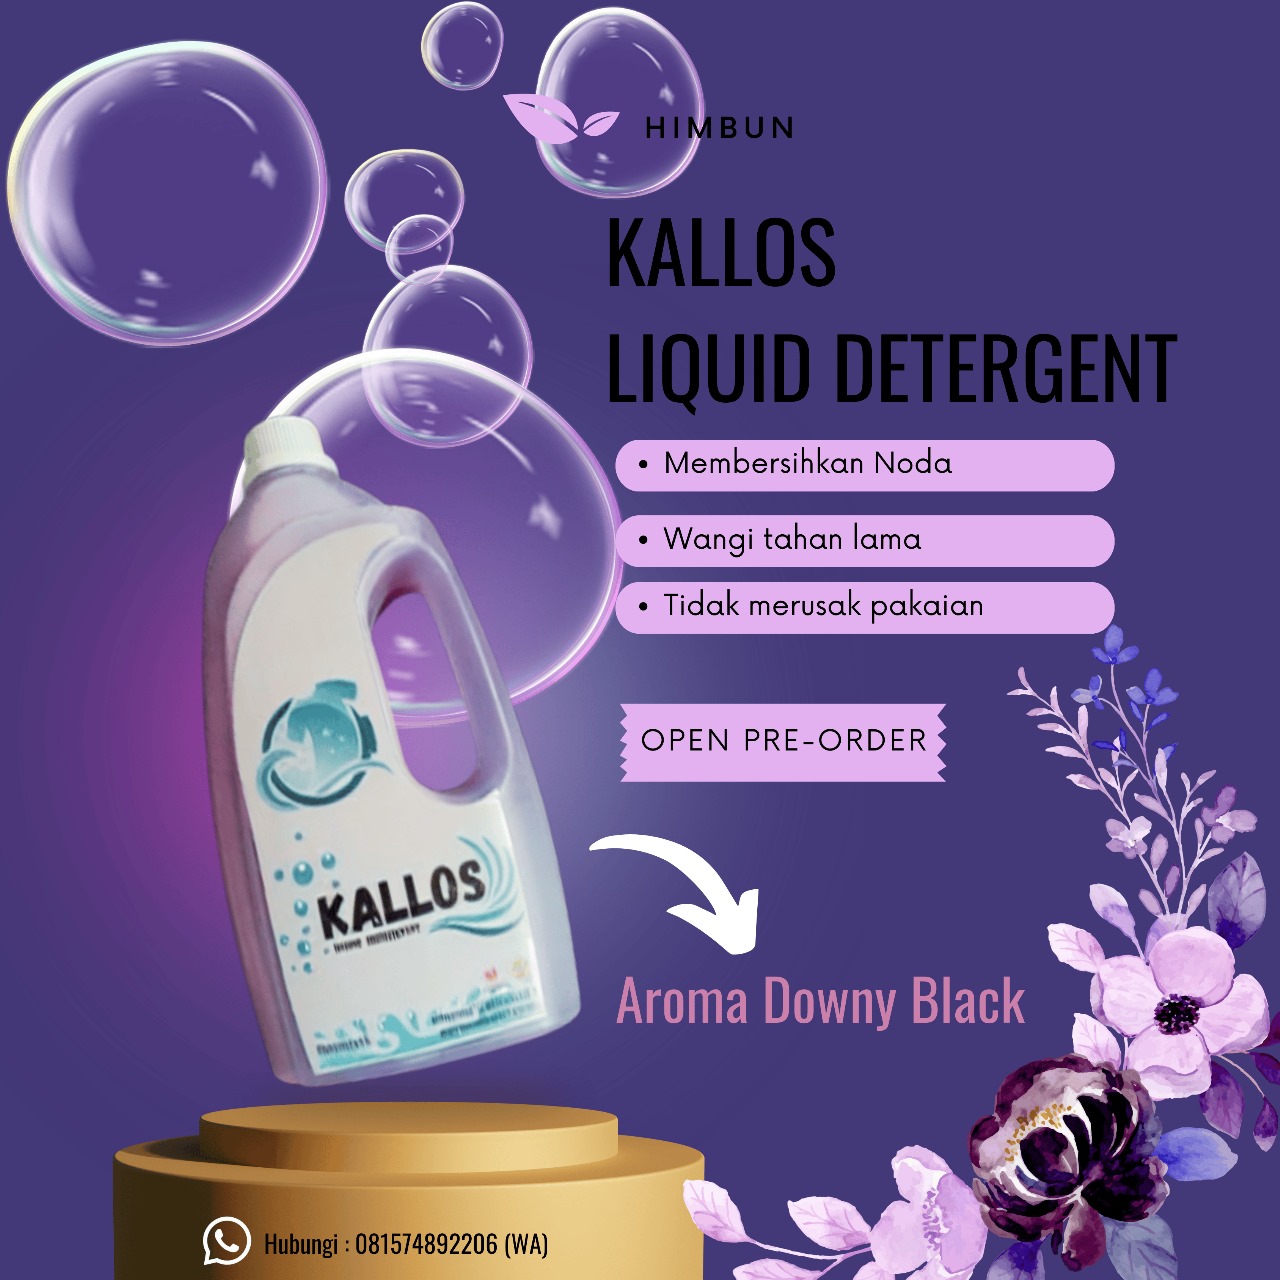 HIMBUN
KALLOS
LIQUID DETERGENT
• Membersihkan Noda
• Wangi tahan lama
• Tidak merusak pakaian
OPEN PRE-ORDER
KALLOS
Aroma Downy Black
Hubungi : 081574892206 (WA)